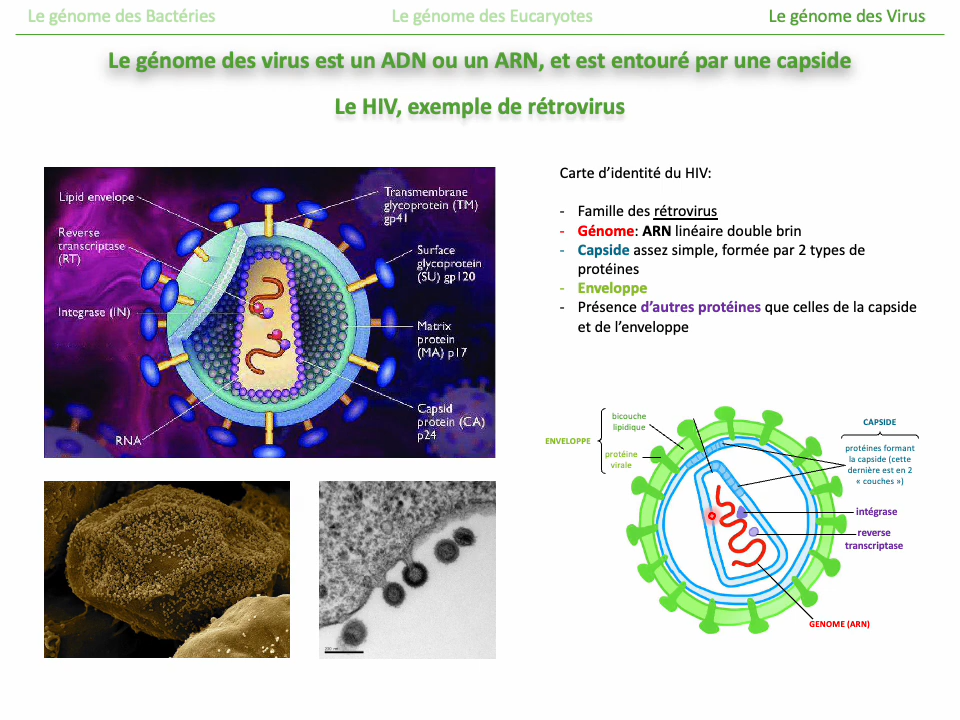 Le génome des Bactéries
Le génome des Eucaryotes
Le génome des Virus
Le génome des virus est un ADN ou un ARN, et est entouré par une capside
Le HIV, exemple de rétrovirus
Lipid envelope
Reverse
transcriptase
(RT)
Integrase (IN)
RNA
Transmembrane
glycoprotein (TM)
gp41
Surface
glycoprotein
(SU) gp120
Matrix
protein
(MA) p17
Capsid
protein (CA)
p24
Carte d’identité du HIV:
- Famille des rétrovirus
- Génome: ARN linéaire double brin
- Capside assez simple, formée par 2 types de
protéines
- Enveloppe
- Présence d’autres protéines que celles de la capside
et de l’enveloppe
ENVELOPPE
bicouche
lipidique
protéine
virale
CAPSIDE
protéines formant
la capside (cette
dernière est en 2
« couches »)
intégrase
reverse
transcriptase
GENOME (ARN)